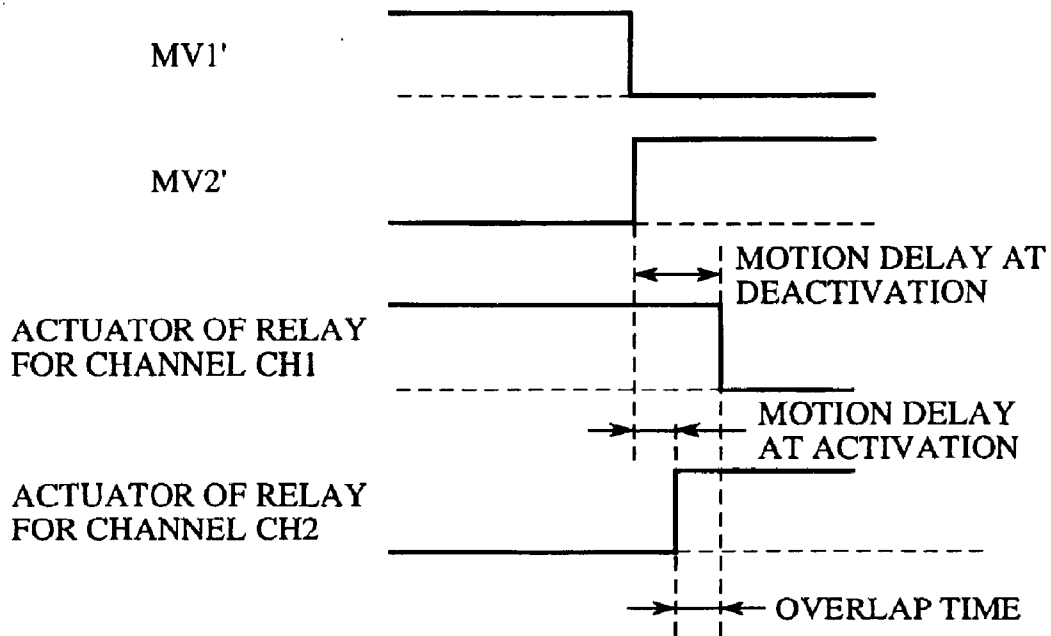 MV1'
MV2'
MOTION DELAY AT
DEACTIVATION
ACTUATOR OF RELAY
FOR CHANNEL CH1
MOTION DELAY
AT ACTIVATION
ACTUATOR OF RELAY
FOR CHANNEL CH2
OVERLAP TIME